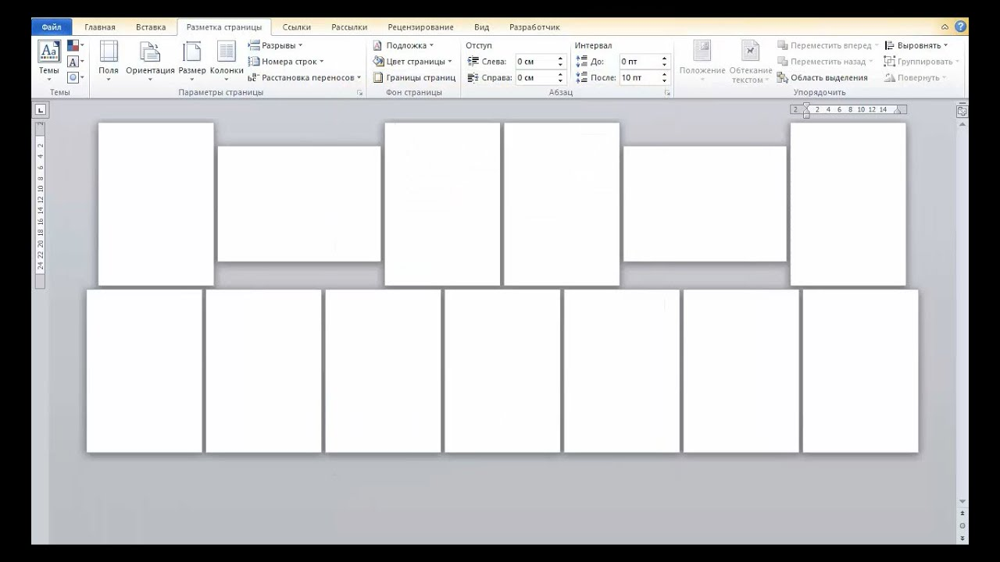 Файл Главная Вставка Разметка страницы Ссылки Рассылки Рецензирование Вид Разработчик
Темы
Поля
Ориентация
Размер
Колонки
Разрывы
Номера строк
Расстановка переносов
Подложка
Цвет страницы
Границы страниц
Отступ
Слева: 0 см
Справа: 0 см
Интервал
До: 0 пт
После: 10 пт
Положение
Обтекание
текстом
Переместить вперед
Переместить назад
Область выделения
Выровнять
Группировать
Повернуть
Темы Параметры страницы Фон страницы Абзац Упорядочить
2 2 4 6 8 10 12 14
2 2 4 6 8 10 12 14 16 18 20 22 24